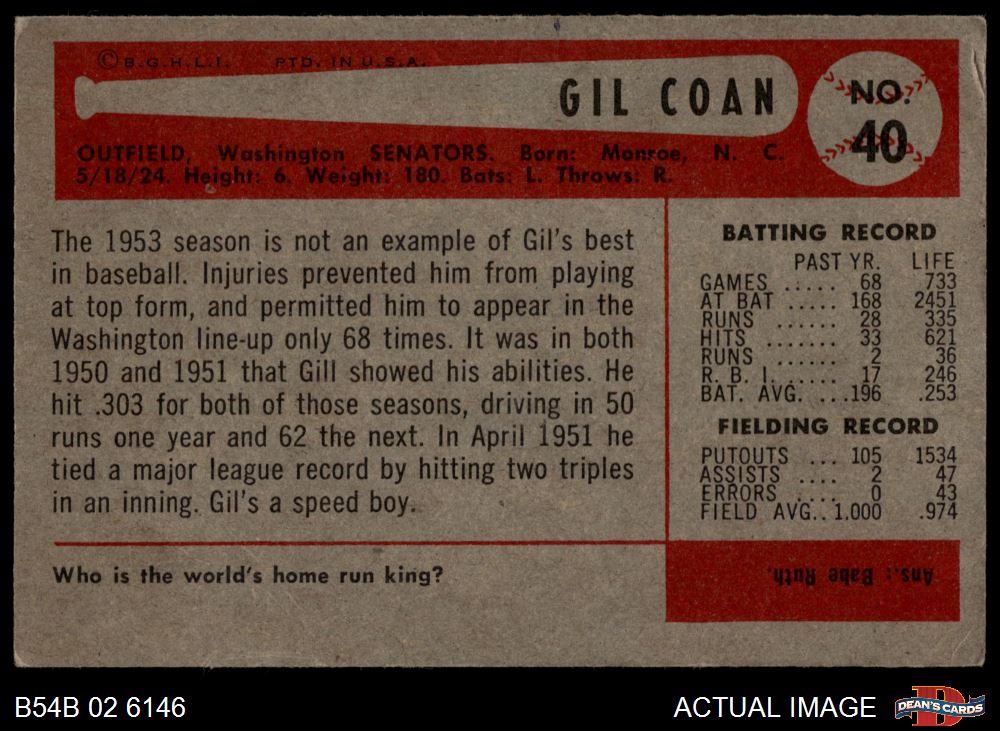 © B.G.H.L.I. PTD. IN U.S.A.
GIL COAN
NO.
40
OUTFIELD, Washington SENATORS. Born: Monroe, N. C.
5/18/24. Height: 6. Weight: 180. Bats: L. Throws: R.
The 1953 season is not an example of Gil's best
in baseball. Injuries prevented him from playing
at top form, and permitted him to appear in the
Washington line-up only 68 times. It was in both
1950 and 1951 that Gill showed his abilities. He
hit .303 for both of those seasons, driving in 50
runs one year and 62 the next. In April 1951 he
tied a major league record by hitting two triples
in an inning. Gil's a speed boy.
BATTING RECORD
PAST YR. LIFE
GAMES ..... 68 733
AT BAT ..... 168 2451
RUNS ...... 28 335
HITS ...... 33 621
RUNS ...... 2 36
R. B. I. ..... 17 246
BAT. AVG. ...196 .253
FIELDING RECORD
PUTOUTS ... 105 1534
ASSISTS .... 2 47
ERRORS .... 0 43
FIELD AVG.. 1.000 .974
Who is the world's home run king?
Ans.: Babe Ruth.
B54B 02 6146
ACTUAL IMAGE
D
DEAN'S CARDS